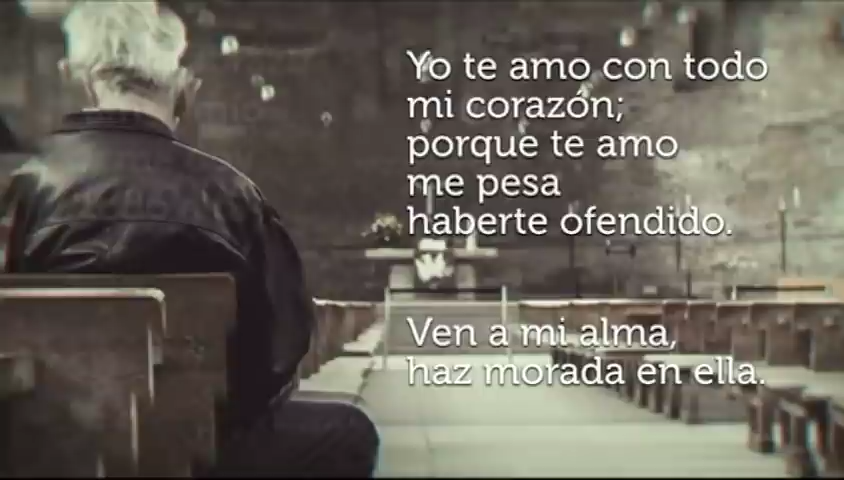 Yo te amo con todo
mi corazón;
porque te amo
me pesa
haberte ofendido.
Ven a mi alma,
haz morada en ella.